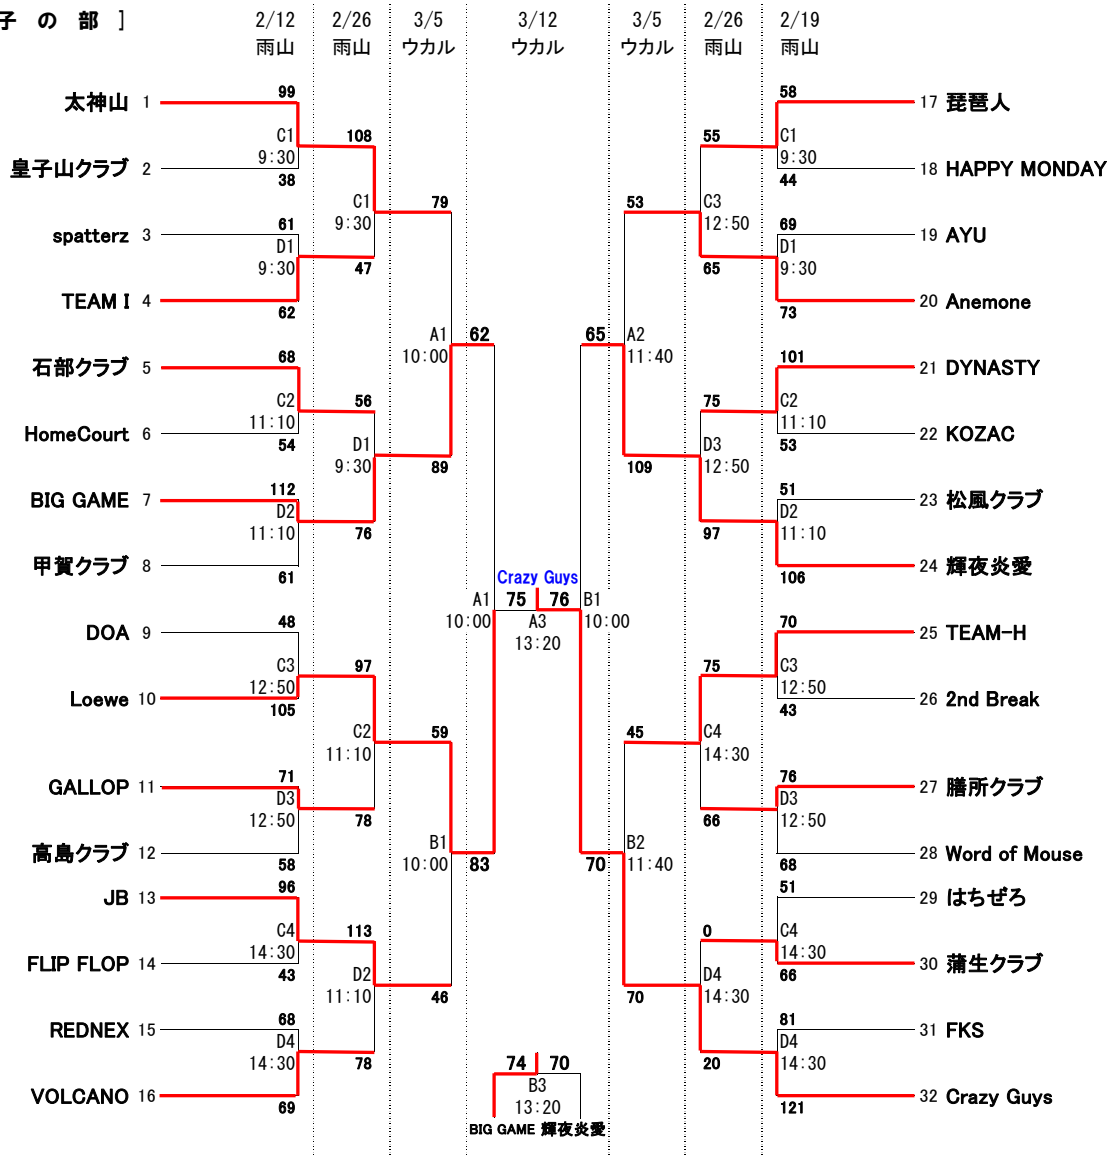 子 の 部 ]
2/12 2/26 3/5 3/12 3/5 2/26 2/19
雨山 雨山 ウカル ウカル ウカル 雨山 雨山
99 58
太神山 1 17 琵琶人
C1 108 55 C1
9:30 9:30
皇子山クラブ 2 18 HAPPY MONDAY
38 44
C1 79 53 C3
9:30 12:50
61 69
spatterz 3 19 AYU
D1 D1
9:30 47 65 9:30
TEAM I 4 20 Anemone
62 73
A1 62 65 A2
10:00 11:40
68 101
石部クラブ 5 21 DYNASTY
C2 56 75 C2
11:10 11:10
HomeCourt 6 22 KOZAC
54 53
D1 D3
9:30 89 109 12:50
112 51
BIG GAME 7 23 松風クラブ
D2 D2
11:10 76 97 11:10
甲賀クラブ 8 24 輝夜炎愛
61 106
Crazy Guys
A1 75 76 B1
10:00 A3 10:00
13:20
48 70
DOA 9 25 TEAM-H
C3 97 75 C3
12:50 12:50
Loewe 10 26 2nd Break
105 43
C2 59 45 C4
11:10 14:30
71 76
GALLOP 11 27 膳所クラブ
D3 D3
12:50 78 66 12:50
B1 B2
高島クラブ 12 28 Word of Mouse
58 10:00 83 70 11:40 68
96 51
JB 13 29 はちぜろ
C4 113 0 C4
14:30 14:30
FLIP FLOP 14 30 蒲生クラブ
43 66
D2 D4
11:10 46 70 14:30
68 81
REDNEX 15 31 FKS
D4 D4
14:30 78 20 14:30
74 70
B3
VOLCANO 16 32 Crazy Guys
69 13:20 121
BIG GAME 輝夜炎愛